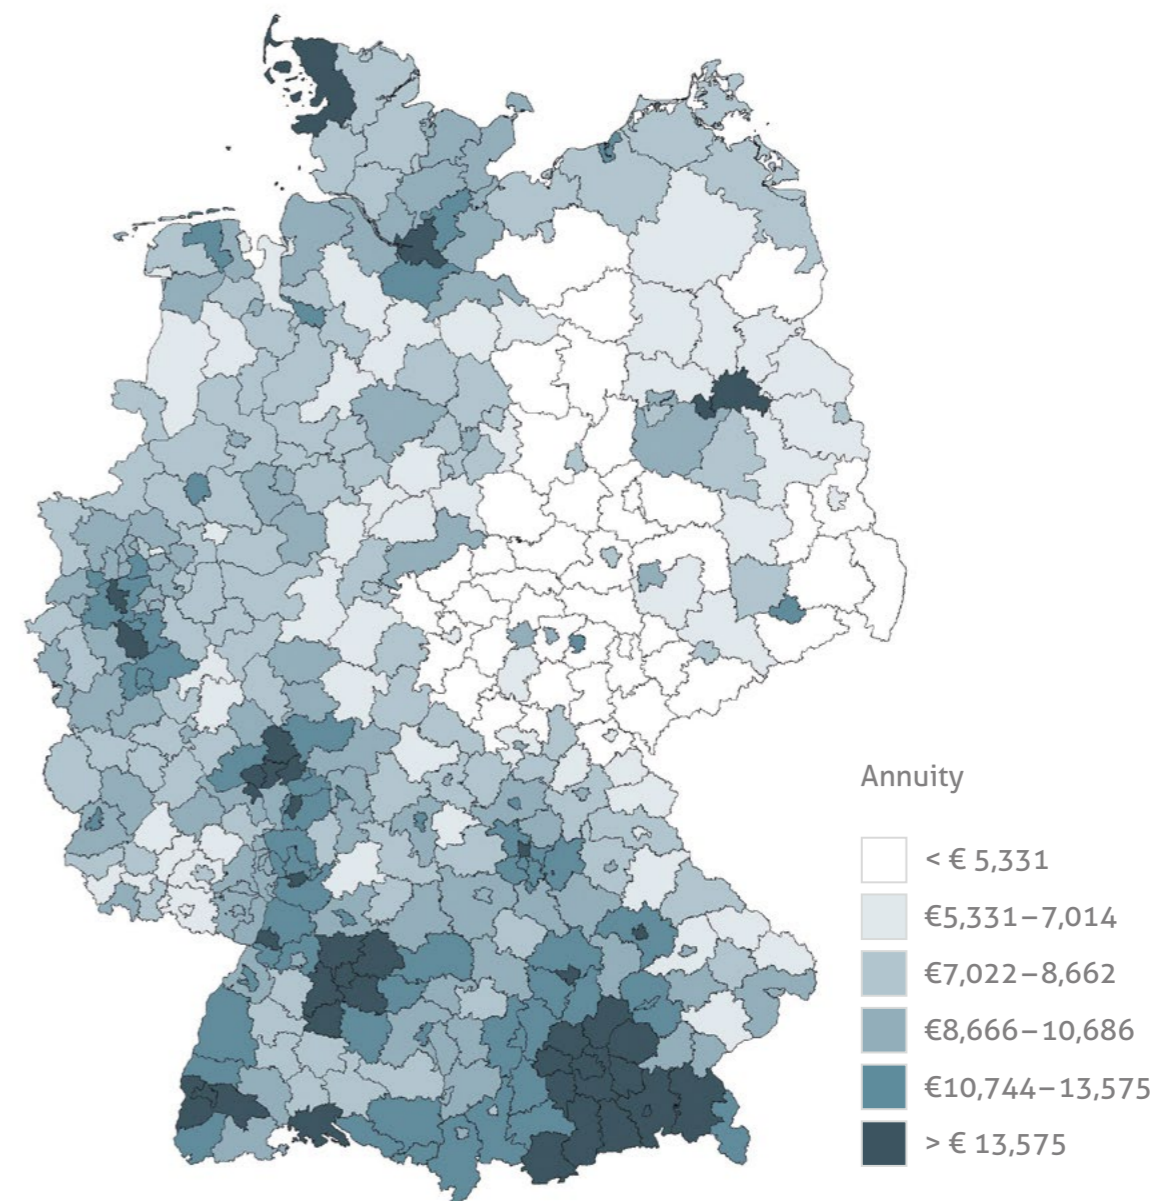 Annuity
< € 5,331
€5,331–7,014
€7,022–8,662
€8,666–10,686
€10,744–13,575
> € 13,575